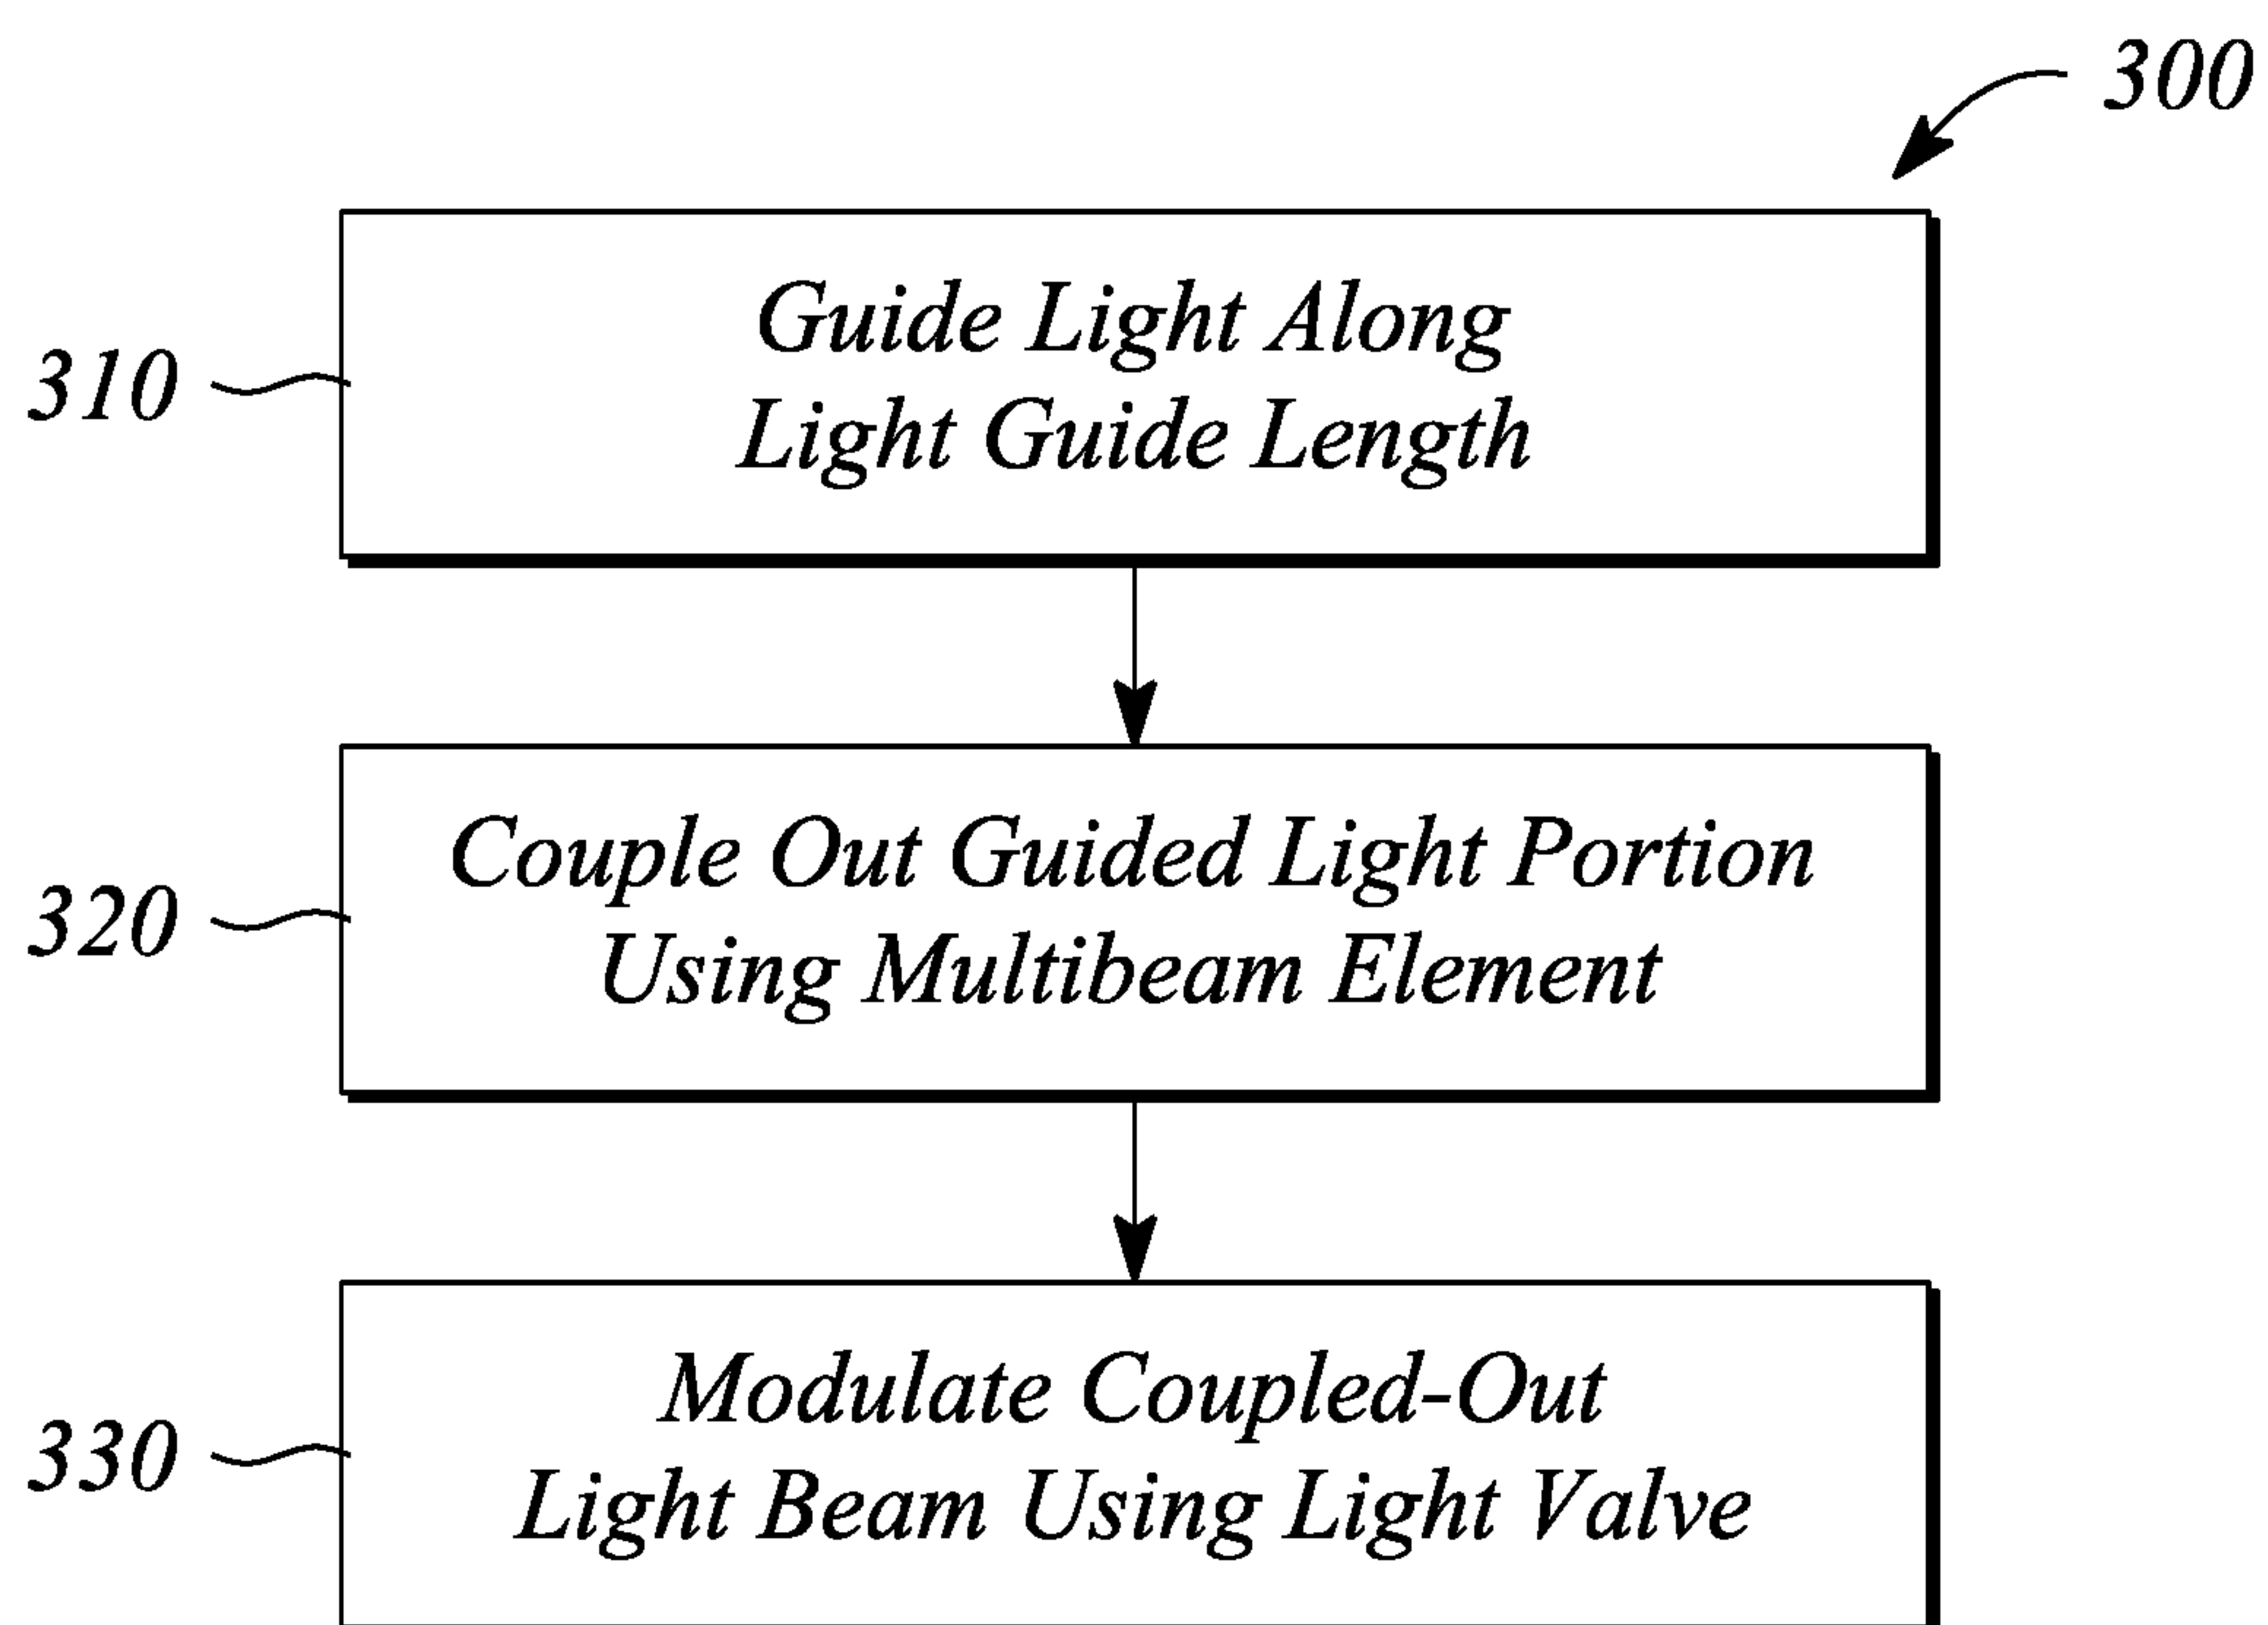 300
310
Guide Light Along
Light Guide Length
320
Couple Out Guided Light Portion
Using Multibeam Element
330
Modulate Coupled-Out
Light Beam Using Light Valve